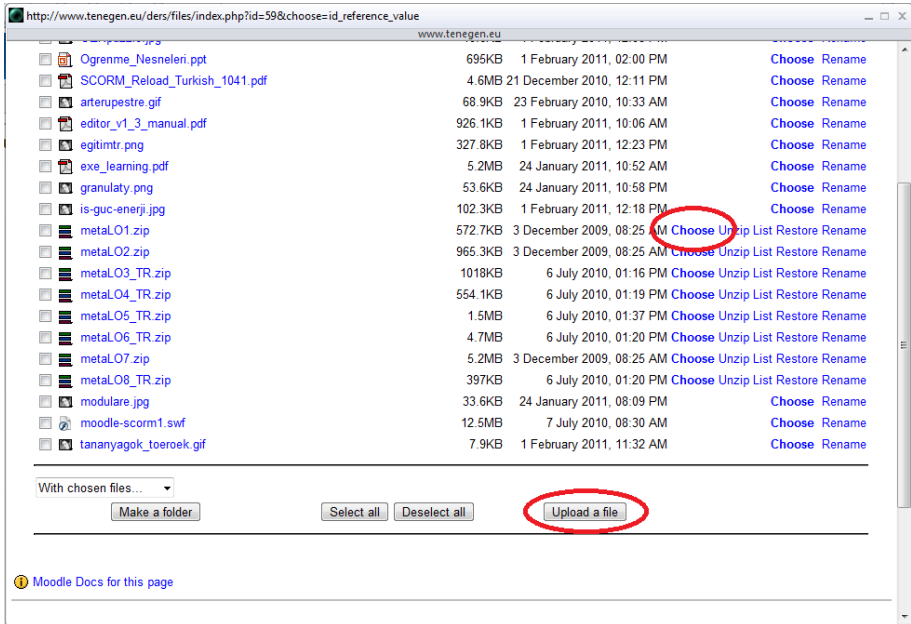 http://www.tenegen.eu/ders/files/index.php?id=59&choose=id_reference_value
www.tenegen.eu
Ogrenme_Nesneleri.ppt 695KB 1 February 2011, 02:00 PM Choose Rename
SCORM_Reload_Turkish_1041.pdf 4.6MB 21 December 2010, 12:11 PM Choose Rename
arterupestre.gif 68.9KB 23 February 2010, 10:33 AM Choose Rename
editor_v1_3_manual.pdf 926.1KB 1 February 2011, 10:06 AM Choose Rename
egitimtr.png 327.8KB 1 February 2011, 12:23 PM Choose Rename
exe_learning.pdf 5.2MB 24 January 2011, 10:52 AM Choose Rename
granulaty.png 53.6KB 24 January 2011, 10:58 PM Choose Rename
is-guc-enerji.jpg 102.3KB 1 February 2011, 12:18 PM Choose Rename
metaLO1.zip 572.7KB 3 December 2009, 08:25 AM Choose Unzip List Restore Rename
metaLO2.zip 965.3KB 3 December 2009, 08:25 AM Choose Unzip List Restore Rename
metaLO3_TR.zip 1018KB 6 July 2010, 01:16 PM Choose Unzip List Restore Rename
metaLO4_TR.zip 554.1KB 6 July 2010, 01:19 PM Choose Unzip List Restore Rename
metaLO5_TR.zip 1.5MB 6 July 2010, 01:37 PM Choose Unzip List Restore Rename
metaLO6_TR.zip 4.7MB 6 July 2010, 01:20 PM Choose Unzip List Restore Rename
metaLO7.zip 5.2MB 3 December 2009, 08:25 AM Choose Unzip List Restore Rename
metaLO8_TR.zip 397KB 6 July 2010, 01:20 PM Choose Unzip List Restore Rename
modulare.jpg 33.6KB 24 January 2011, 08:09 PM Choose Rename
moodle-scorm1.swf 12.5MB 7 July 2010, 08:30 AM Choose Rename
tananyagok_toeroek.gif 7.9KB 1 February 2011, 11:32 AM Choose Rename
With chosen files...
Make a folder Select all Deselect all Upload a file
Moodle Docs for this page